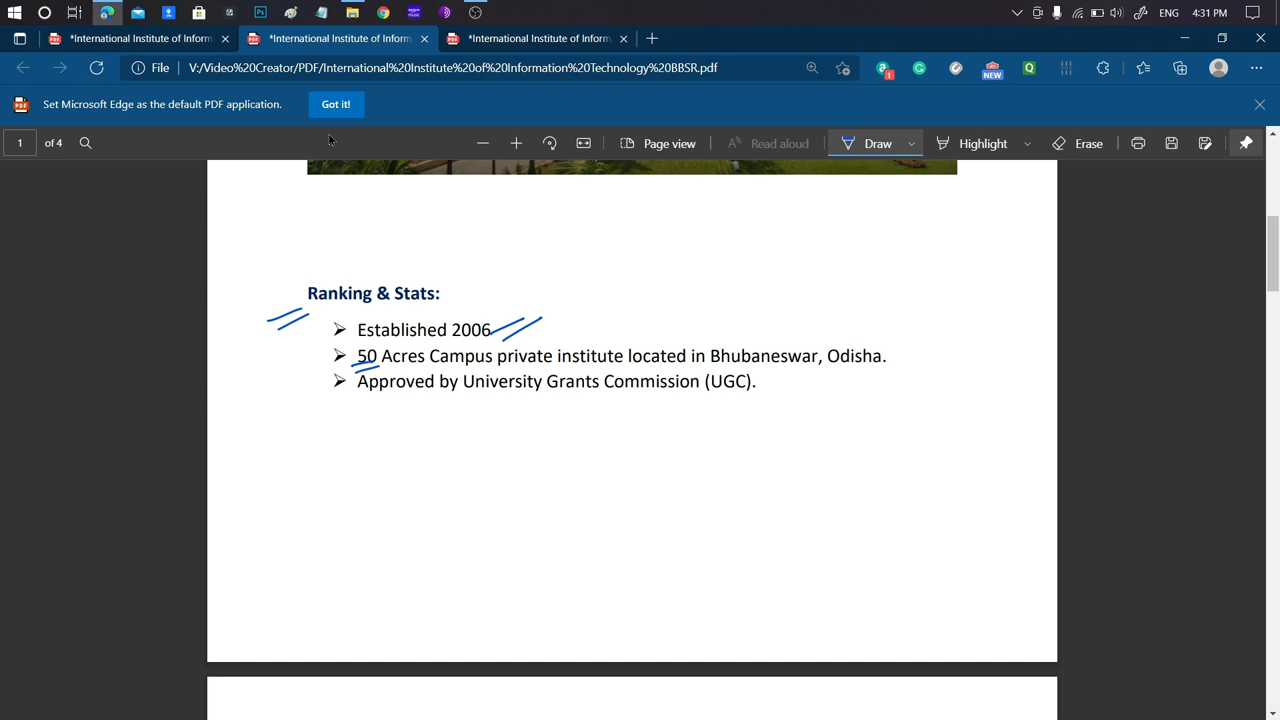 ENG 4:31 PM
*International Institute of Inform
*International Institute of Inform
*International Institute of Inform
File V:/Video%20Creator/PDF/International%20Institute%20of%20Information%20Technology%20BBSR.pdf
1
NEW
Set Microsoft Edge as the default PDF application. Got it!
1 of 4 Page view Read aloud Draw Highlight Erase
Ranking & Stats:
Established 2006
50 Acres Campus private institute located in Bhubaneswar, Odisha.
Approved by University Grants Commission (UGC).